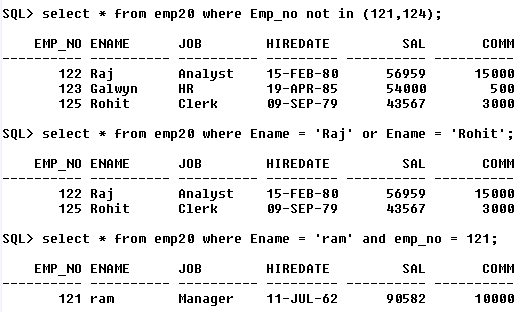 SQL> select * from emp20 where Emp_no not in (121,124);
EMP_NO ENAME JOB HIREDATE SAL COMM
---------- ---------- ---------- --------- ---------- ----------
122 Raj Analyst 15-FEB-80 56959 15000
123 Galwyn HR 19-APR-85 54000 500
125 Rohit Clerk 09-SEP-79 43567 3000
SQL> select * from emp20 where Ename = 'Raj' or Ename = 'Rohit';
EMP_NO ENAME JOB HIREDATE SAL COMM
---------- ---------- ---------- --------- ---------- ----------
122 Raj Analyst 15-FEB-80 56959 15000
125 Rohit Clerk 09-SEP-79 43567 3000
SQL> select * from emp20 where Ename = 'ram' and emp_no = 121;
EMP_NO ENAME JOB HIREDATE SAL COMM
---------- ---------- ---------- --------- ---------- ----------
121 ram Manager 11-JUL-62 90582 10000